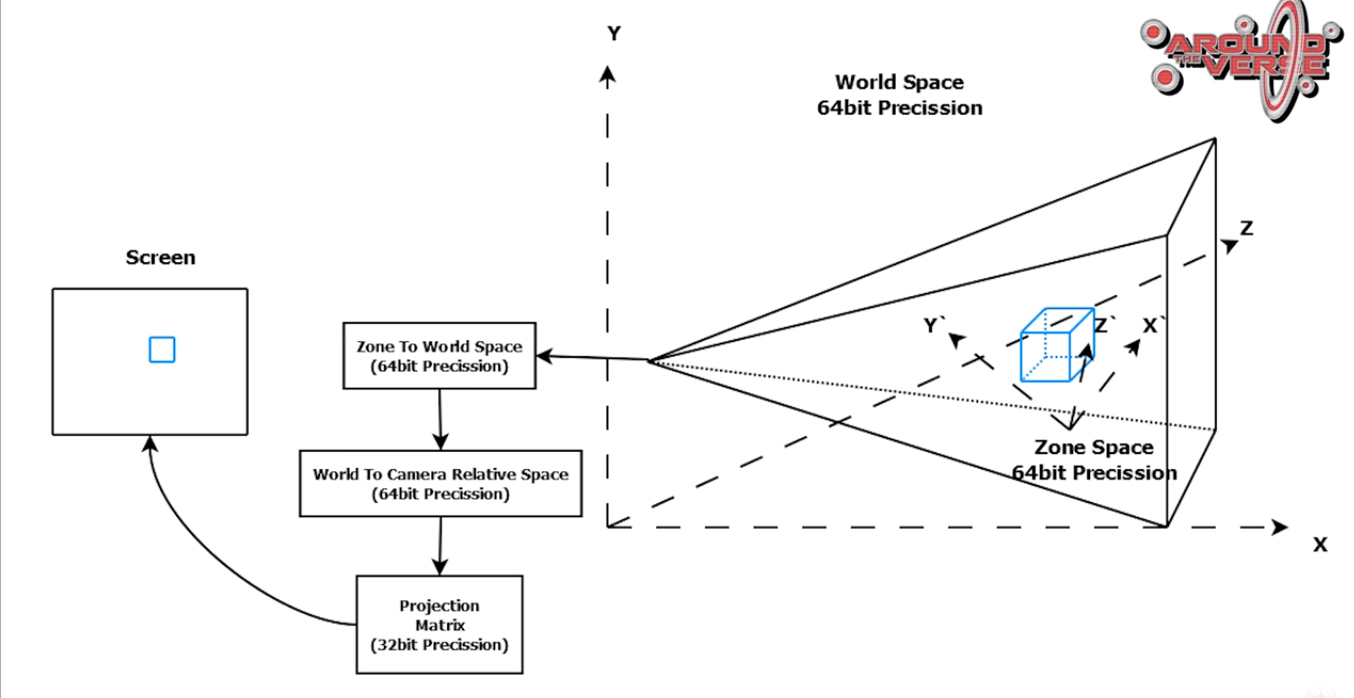 Y
World Space
64bit Precission
AROUND
THE VERSE
Z
Screen
Y`
Z`
X`
Zone To World Space
(64bit Precission)
Zone Space
64bit Precission
World To Camera Relative Space
(64bit Precission)
X
Projection
Matrix
(32bit Precission)